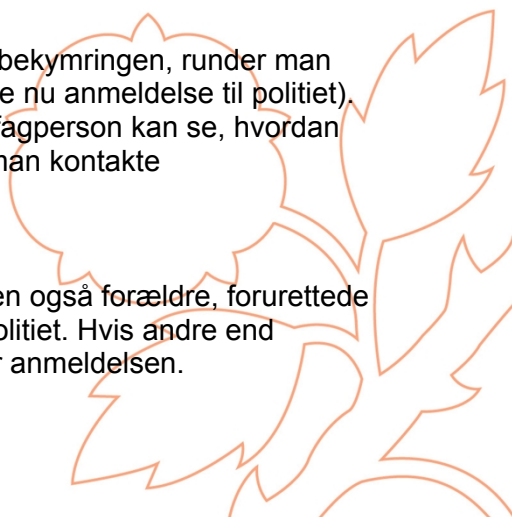 bekymringen, runder man
e nu anmeldelse til politiet).
fagperson kan se, hvordan
man kontakte
en også forældre, forurettede
olitiet. Hvis andre end
r anmeldelsen.